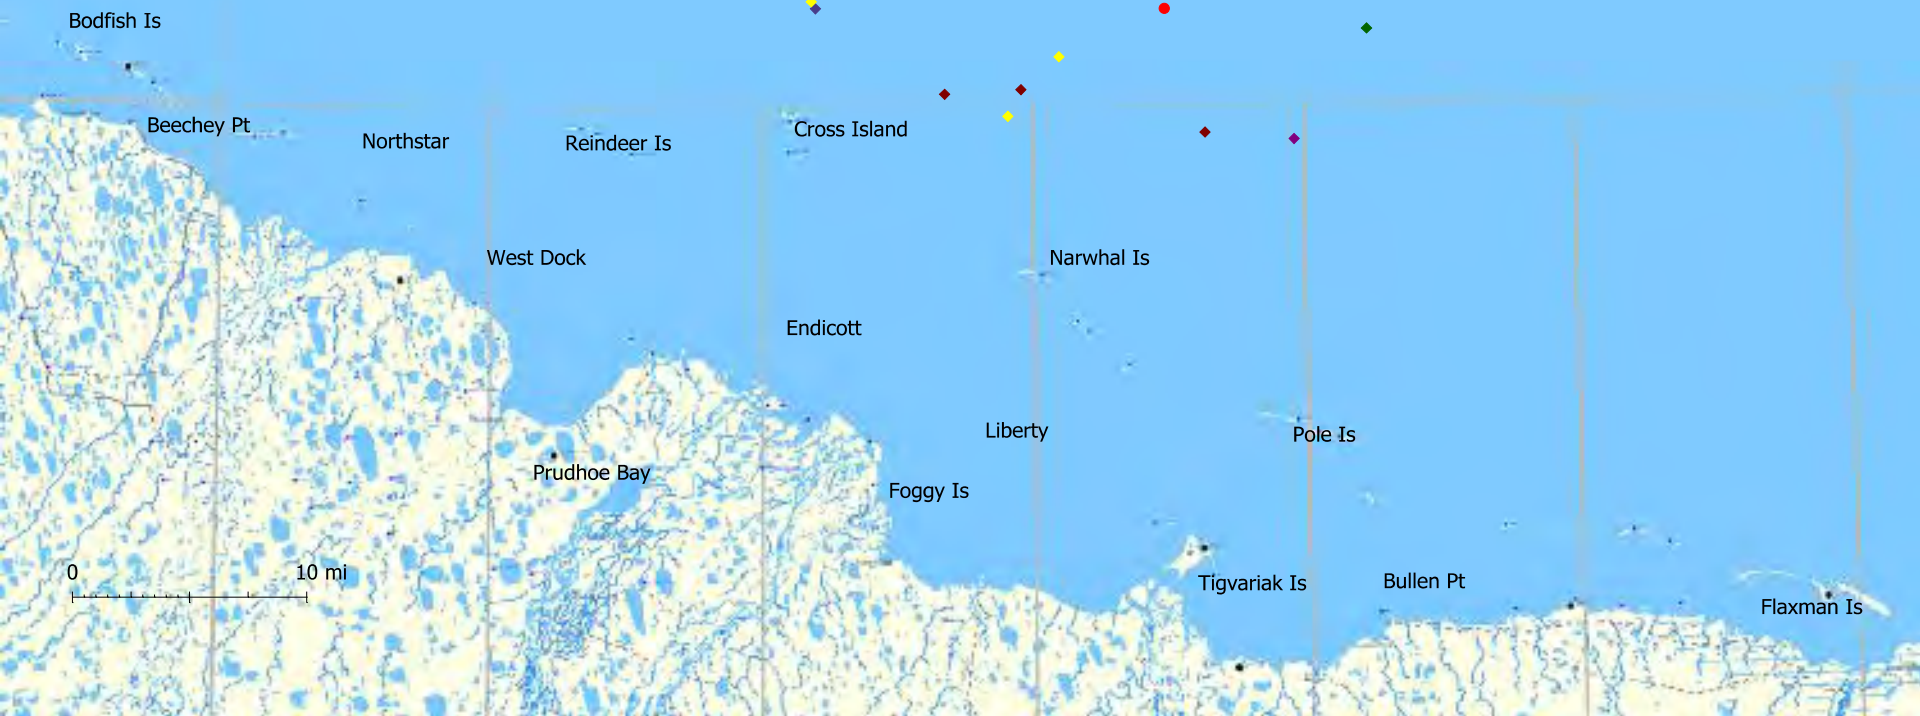 Bodfish Is
Beechey Pt
Northstar
Reindeer Is
Cross Island
West Dock
Narwhal Is
Endicott
Liberty
Pole Is
Prudhoe Bay
Foggy Is
0 10 mi
Tigvariak Is
Bullen Pt
Flaxman Is